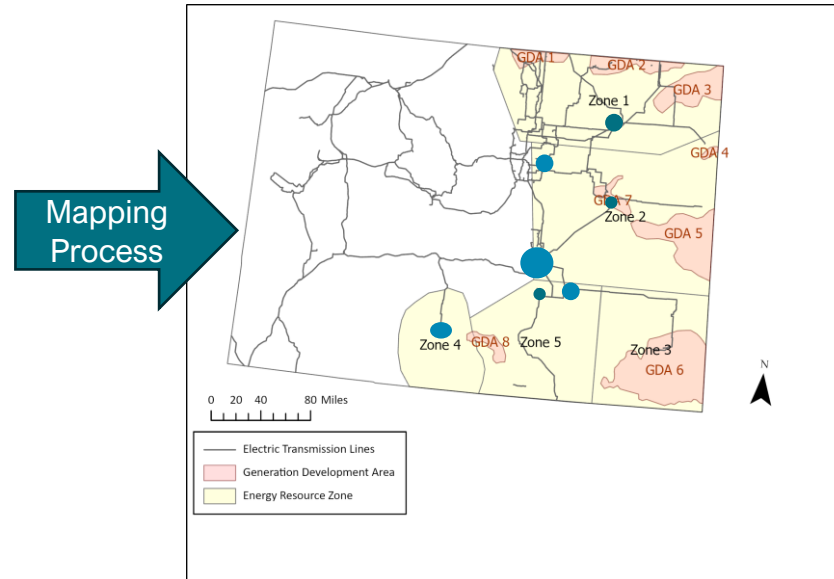 Mapping
Process
GDA 1
GDA 2
GDA 3
Zone 1
GDA 4
GDA 7
Zone 2
GDA 5
Zone 4
GDA 8
Zone 5
Zone 3
GDA 6
N
0 20 40 80 Miles
Electric Transmission Lines
Generation Development Area
Energy Resource Zone